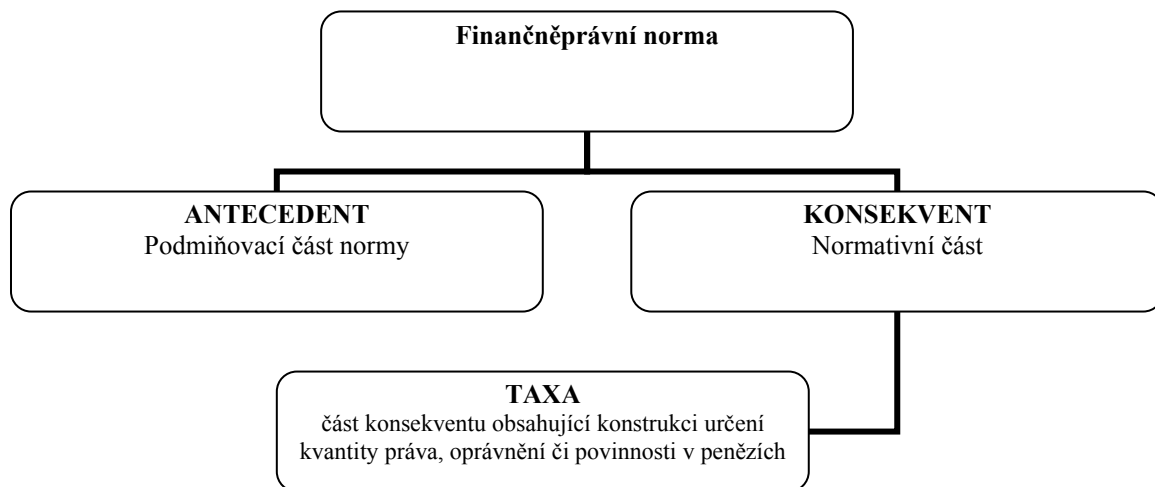 Finančněprávní norma
ANTECEDENT
Podmiňovací část normy
KONSEKVENT
Normativní část
TAXA
část konsekventu obsahující konstrukci určení
kvantity práva, oprávnění či povinnosti v penězích